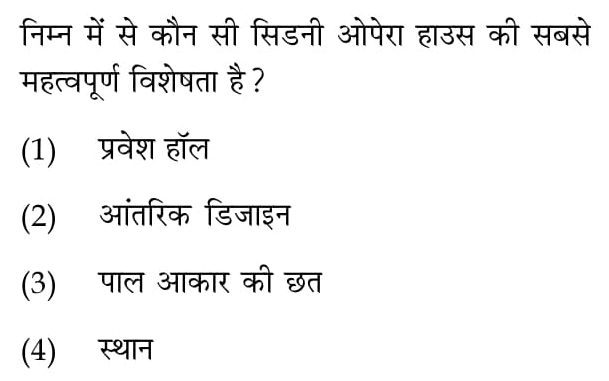 निम्न में से कौन सी सिडनी ओपेरा हाउस की सबसे
महत्वपूर्ण विशेषता है ?
(1) प्रवेश हॉल
(2) आंतरिक डिजाइन
(3) पाल आकार की छत
(4) स्थान